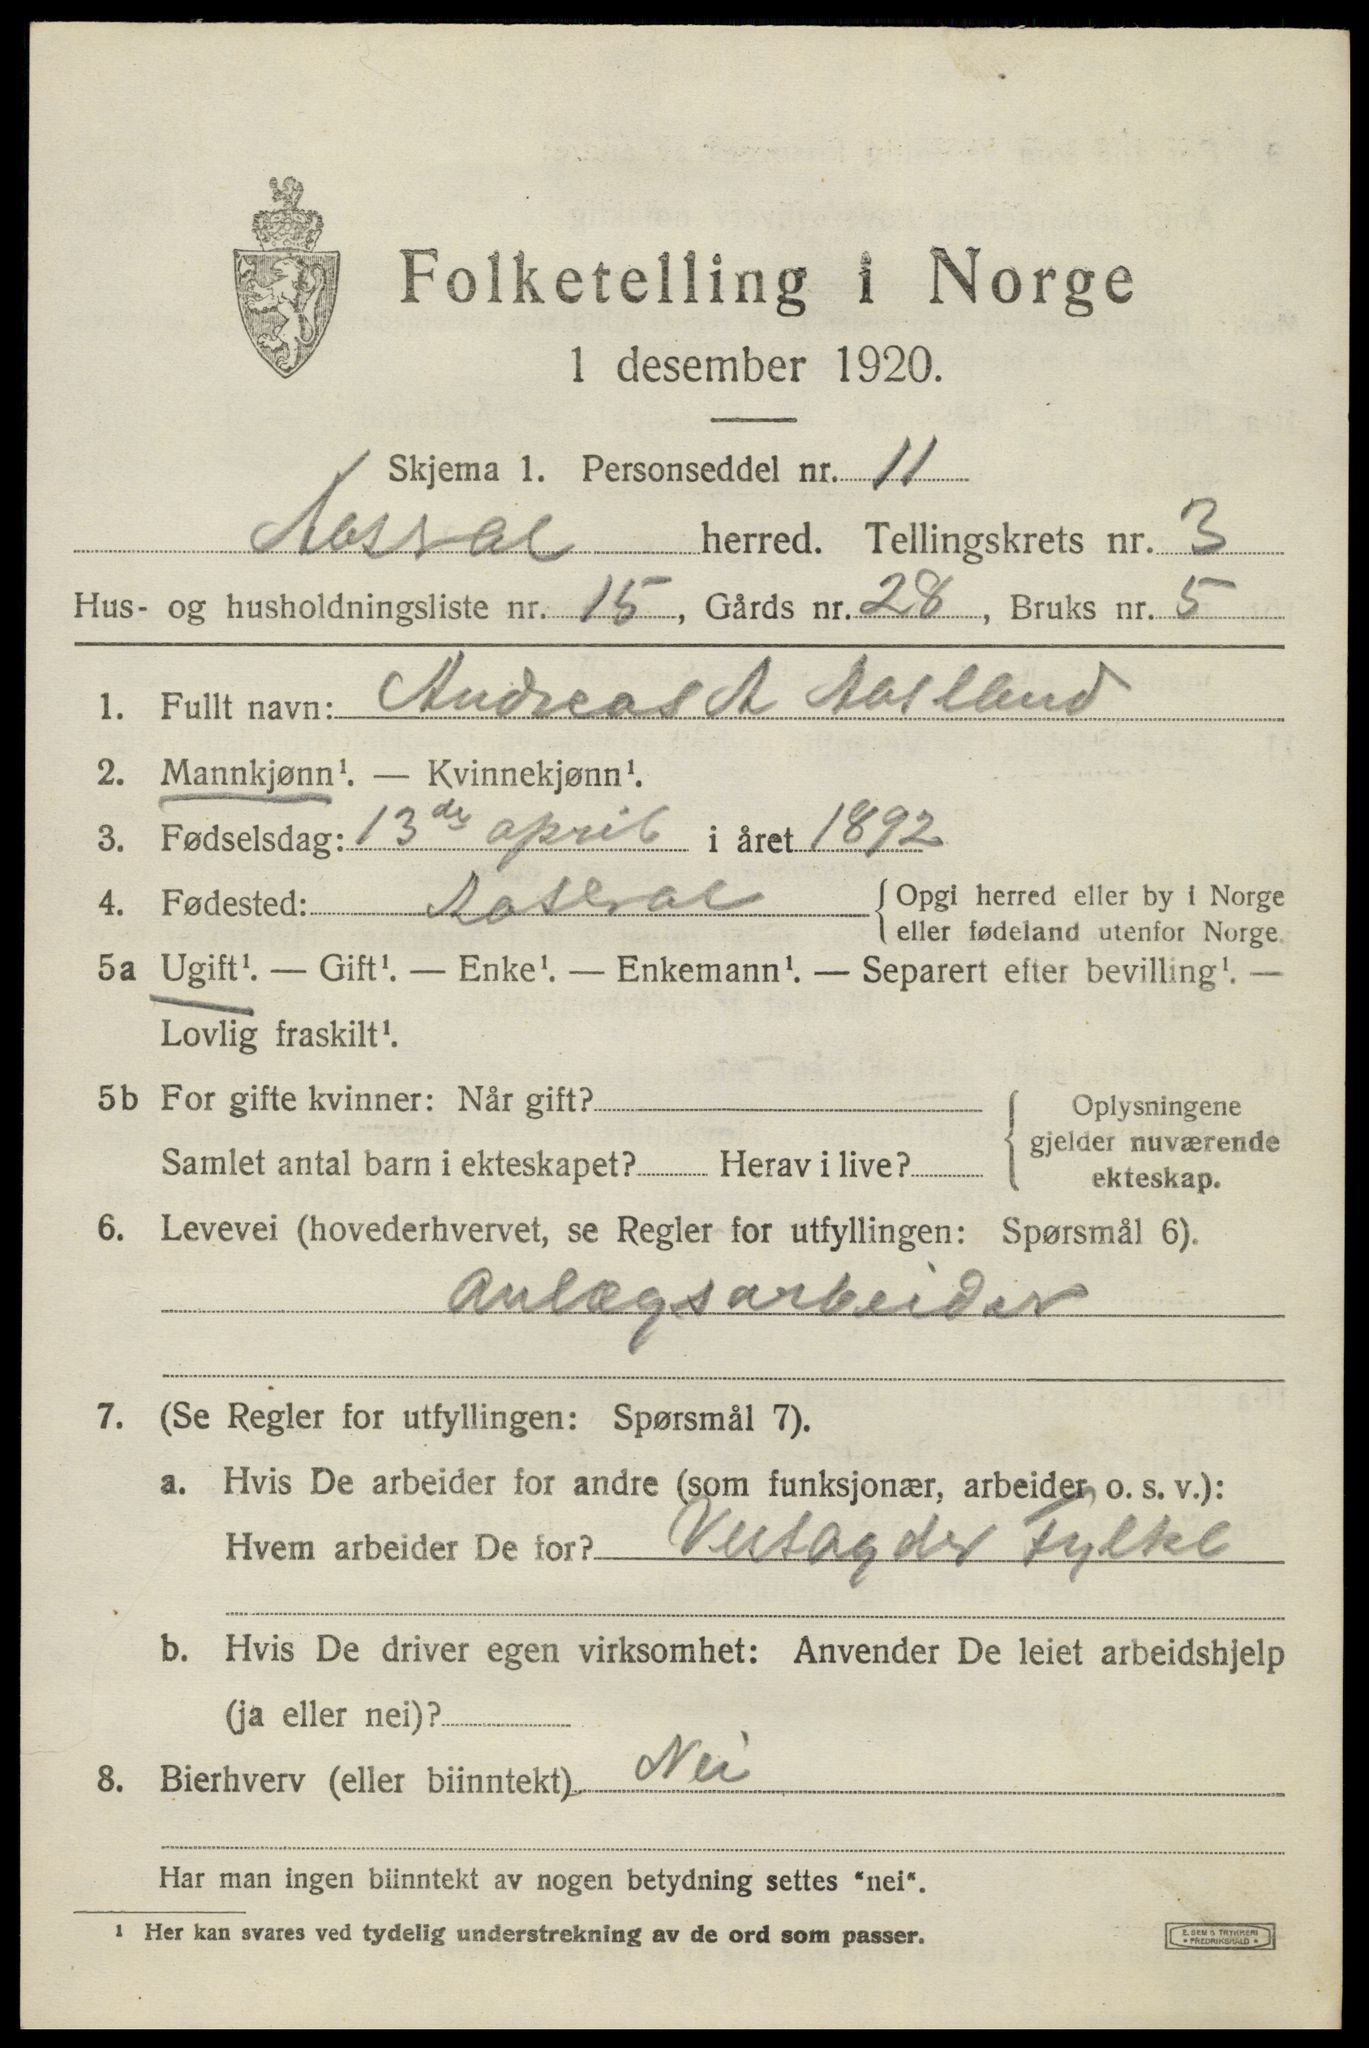 Folketelling i Norge
1 desember 1920.
Skjema 1. Personseddel nr. 11
Aaseral herred. Tellingskrets nr. 3
Hus- og husholdningsliste nr. 15, Gårds nr. 28, Bruks nr. 5
1. Fullt navn: Andreas A Aasland
2. Mannkjønn¹. — Kvinnekjønn¹.
3. Fødselsdag: 13de april i året 1892
4. Fødested: Aaseral {Opgi herred eller by i Norge
eller fødeland utenfor Norge.
5a Ugift¹. — Gift¹. — Enke¹. — Enkemann¹. — Separert efter bevilling¹. —
Lovlig fraskilt¹.
5b For gifte kvinner: Når gift?
Samlet antal barn i ekteskapet? Herav i live?
Oplysningene
gjelder nuværende
ekteskap.
6. Levevei (hovederhvervet, se Regler for utfyllingen: Spørsmål 6).
Anlægsarbeider
7. (Se Regler for utfyllingen: Spørsmål 7).
a. Hvis De arbeider for andre (som funksjonær, arbeider o. s. v.):
Hvem arbeider De for? Vestagder Fylke
b. Hvis De driver egen virksomhet: Anvender De leiet arbeidshjelp
(ja eller nei)?
8. Bierhverv (eller biinntekt) Nei
Har man ingen biinntekt av nogen betydning settes "nei".
¹ Her kan svares ved tydelig understrekning av de ord som passer.
E. SEM'S TRYKKERI
* FREDRIKSHALD *